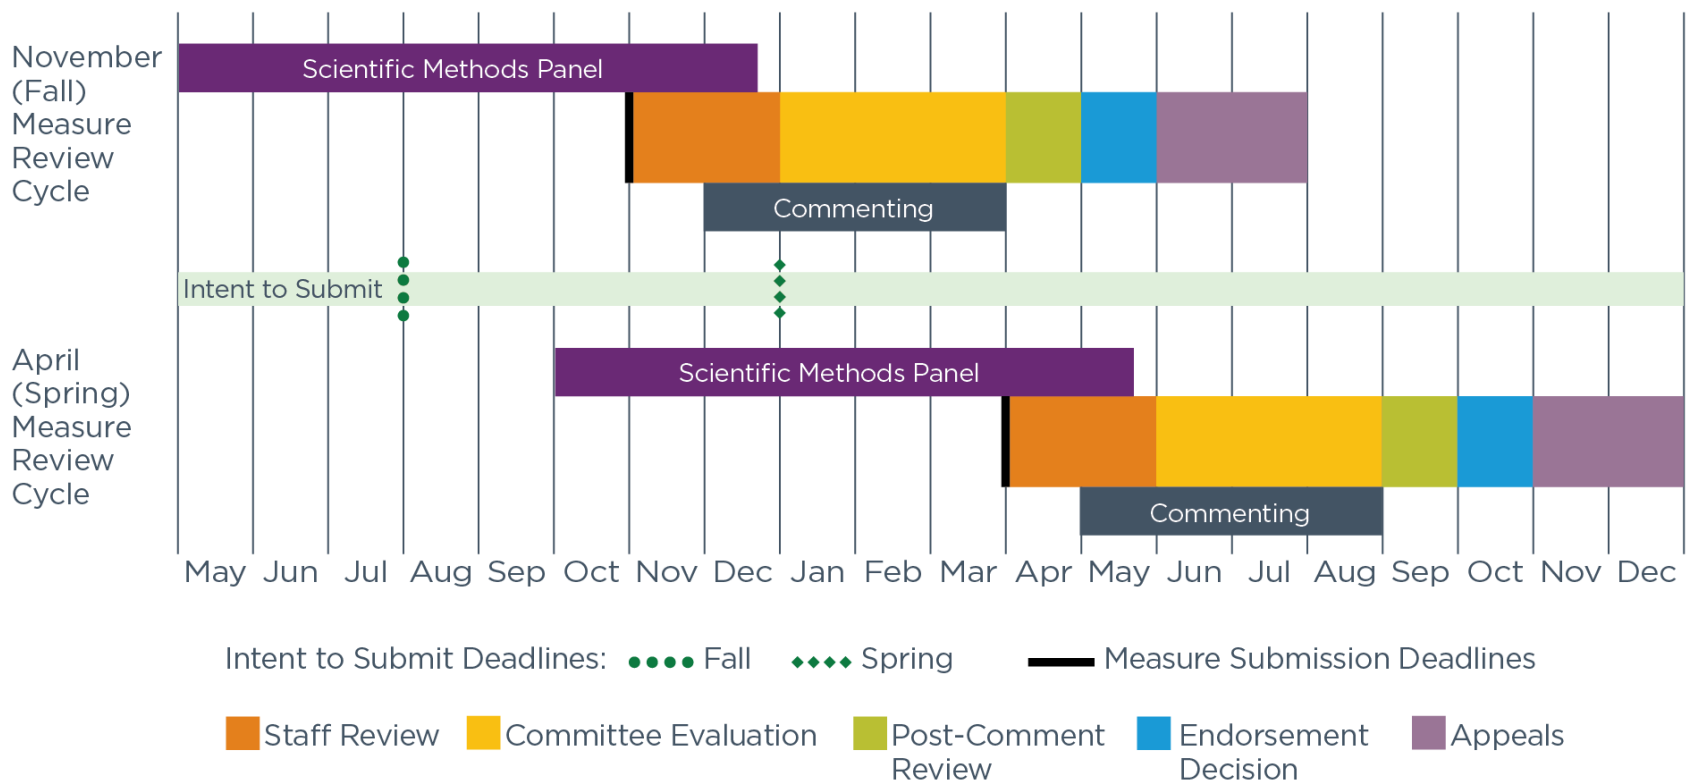 November
(Fall)
Measure
Review
Cycle
Scientific Methods Panel
Commenting
Intent to Submit
April
(Spring)
Measure
Review
Cycle
Scientific Methods Panel
Commenting
May Jun Jul Aug Sep Oct Nov Dec Jan Feb Mar Apr May Jun Jul Aug Sep Oct Nov Dec
Intent to Submit Deadlines: Fall Spring Measure Submission Deadlines
Staff Review Committee Evaluation Post-Comment Endorsement Appeals
Review Decision